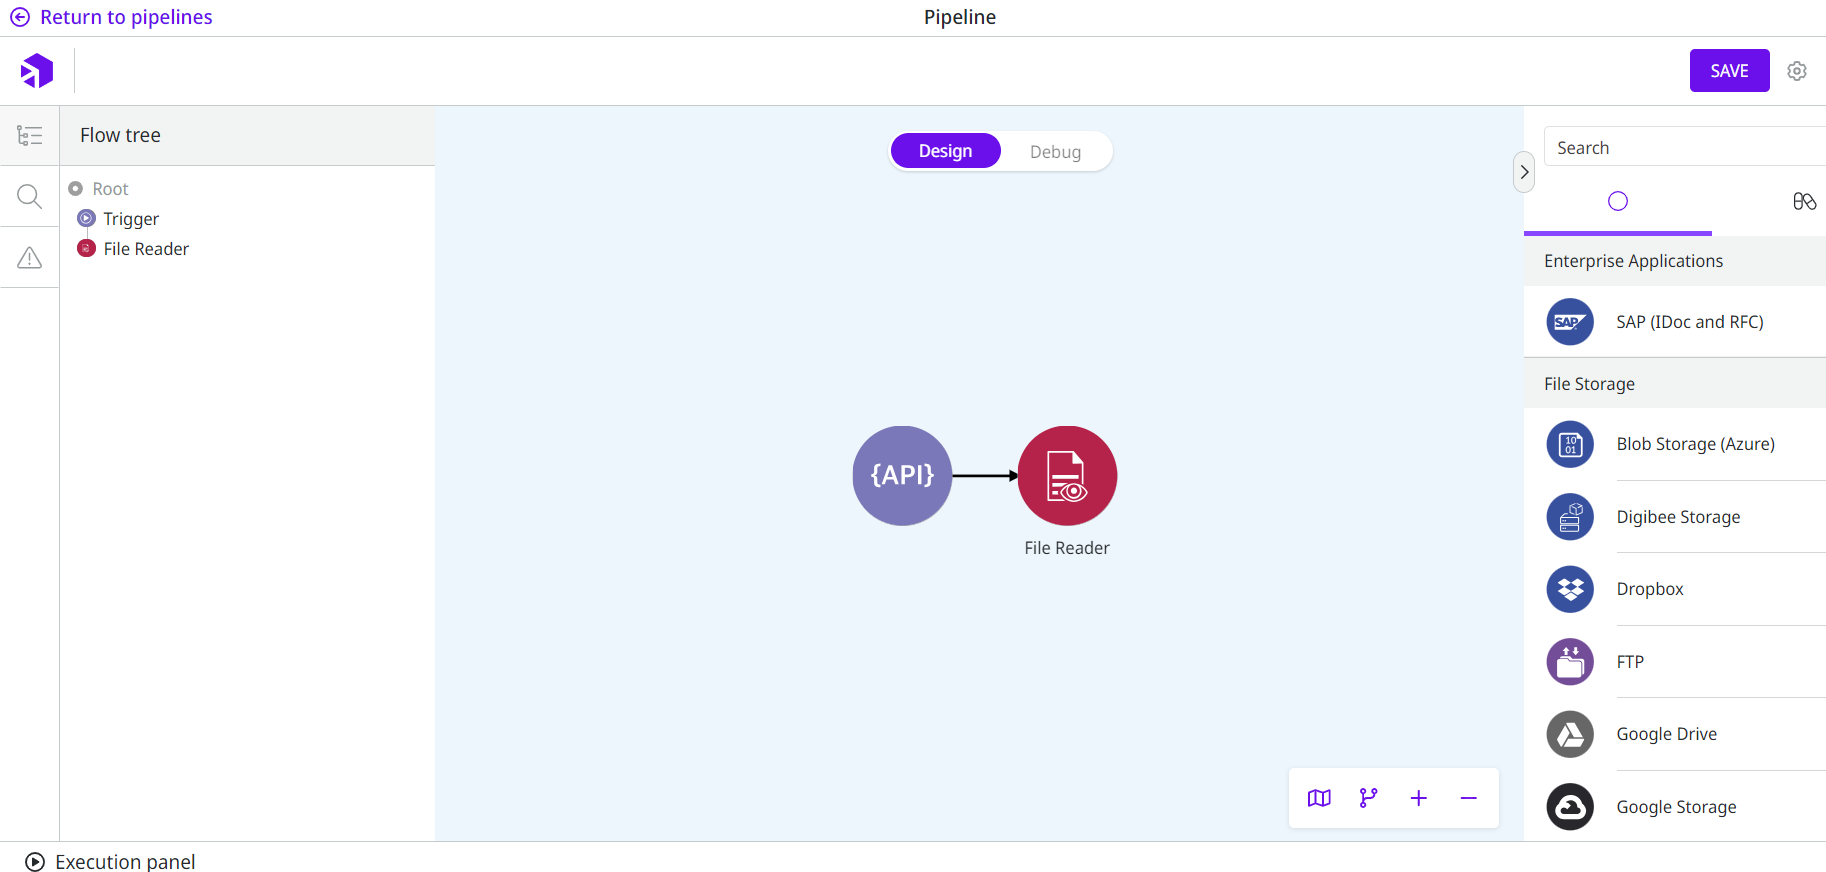 Return to pipelines
Pipeline
SAVE
Flow tree
Root
Trigger
File Reader
Design
Debug
{API}
File Reader
Search
Enterprise Applications
SAP
SAP (IDoc and RFC)
File Storage
10
01
Blob Storage (Azure)
Digibee Storage
Dropbox
FTP
Google Drive
Google Storage
Execution panel